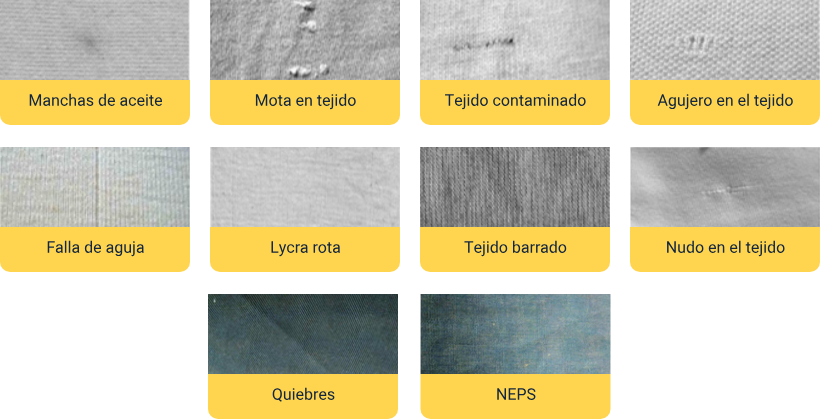 Manchas de aceite
Mota en tejido
Tejido contaminado
Agujero en el tejido
Falla de aguja
Lycra rota
Tejido barrado
Nudo en el tejido
Quiebres
NEPS